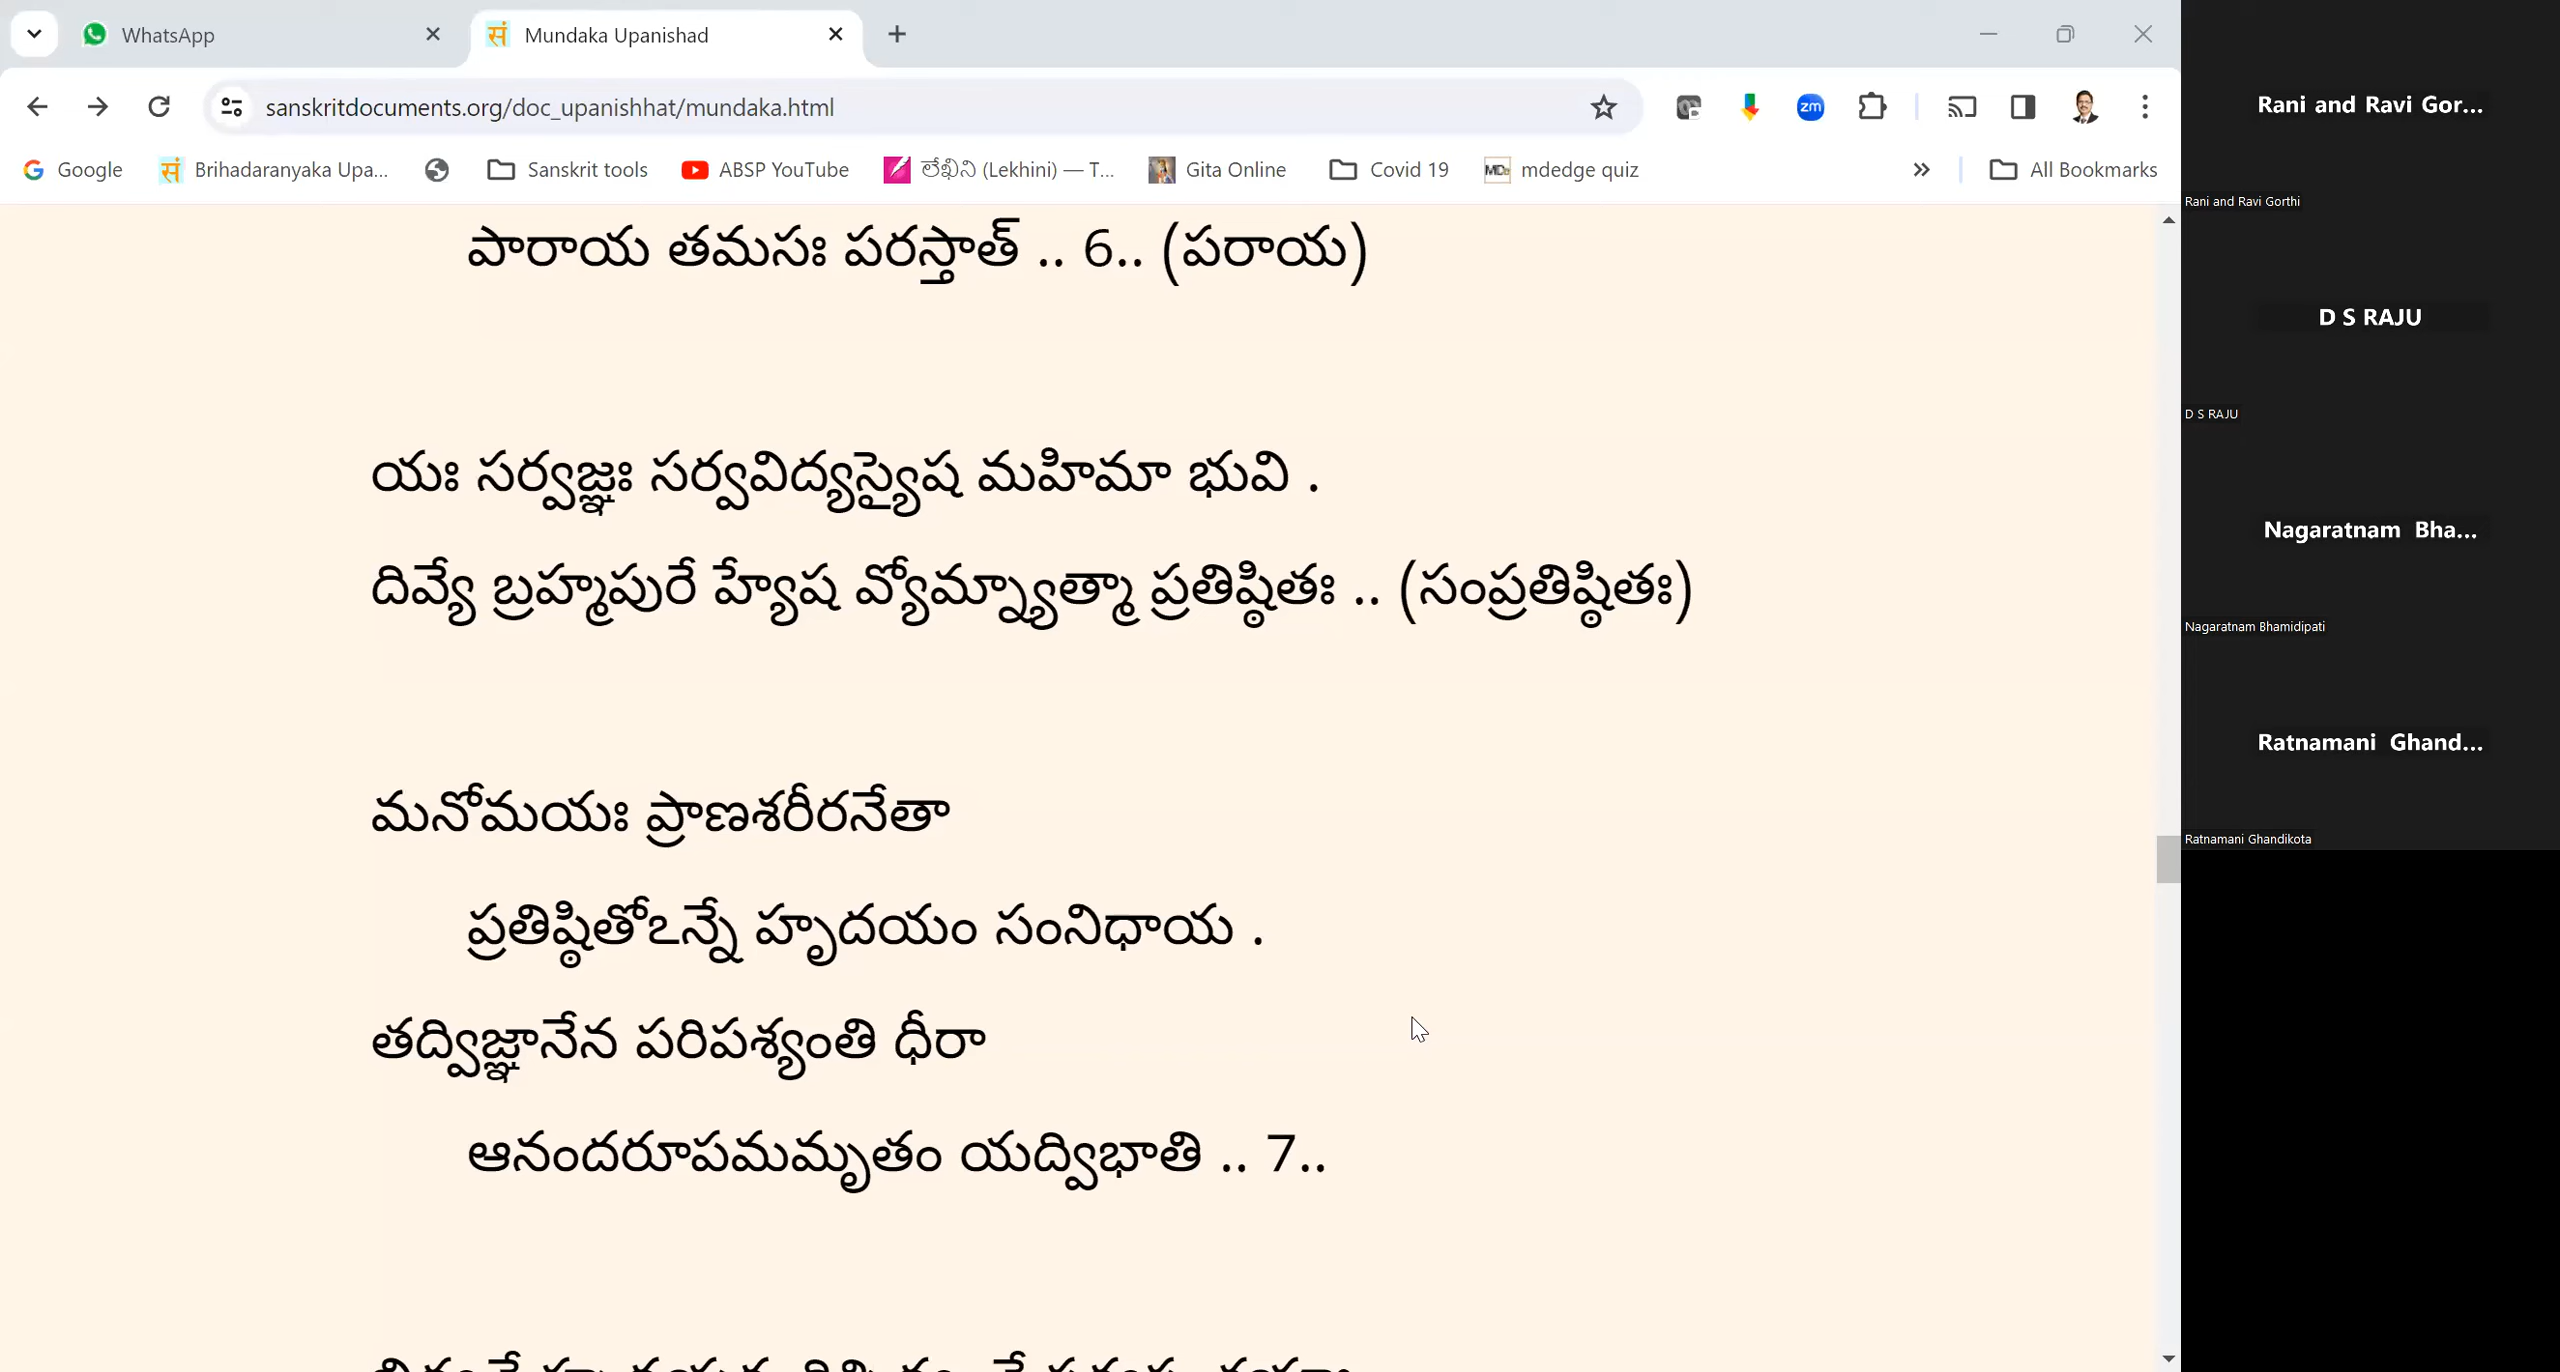 WhatsApp
Mundaka Upanishad
sanskritdocuments.org/doc_upanishhat/mundaka.html
zm
Google
Brihadaranyaka Upa...
Sanskrit tools
ABSP YouTube
లేఖిని (Lekhini) — T...
Gita Online
Covid 19
mdedge quiz
All Bookmarks
పారాయ తమసః పరస్తాత్ .. 6.. (పరాయ)
యః సర్వజ్ఞః సర్వవిద్యస్యైష మహిమా భువి .
దివ్యే బ్రహ్మపురే హ్యేష వ్యోమ్న్యాత్మా ప్రతిష్ఠితః .. (సంప్రతిష్ఠితః)
మనోమయః ప్రాణశరీరనేతా
ప్రతిష్ఠితోఽన్నే హృదయం సంనిధాయ .
తద్విజ్ఞానేన పరిపశ్యంతి ధీరా
ఆనందరూపమమృతం యద్విభాతి .. 7..
Rani and Ravi Gor...
Rani and Ravi Gorthi
D S RAJU
D S RAJU
Nagaratnam Bha...
Nagaratnam Bhamidipati
Ratnamani Ghand...
Ratnamani Ghandikota